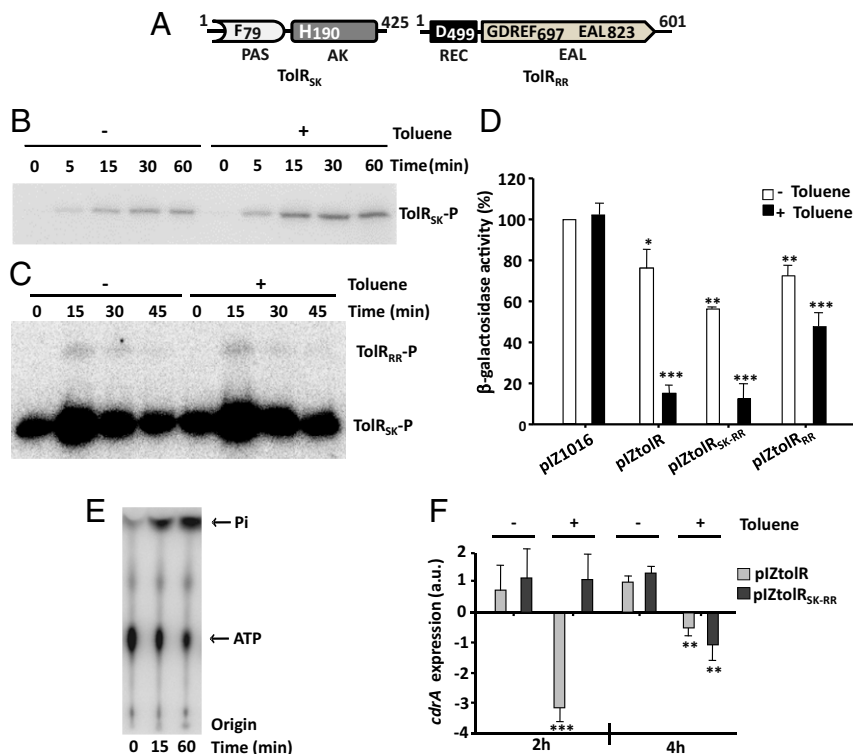 A
1 F79 H190 425 1 D499 GDREF697 EAL823 601
PAS AK REC EAL
TolRSK TolRRR
B
- + Toluene
0 5 15 30 60 0 5 15 30 60 Time(min)
TolRSK-P
C
- + Toluene
0 15 30 45 0 15 30 45 Time (min)
TolRRR-P
TolRSK-P
D
- Toluene
+ Toluene
β-galactosidase activity (%)
120
100
80
60
40
20
0
* *** ** *** ** ***
pIZ1016 pIZtolR pIZtolRSK-RR pIZtolRRR
E
Pi
ATP
Origin
0 15 60 Time (min)
F
- + - + Toluene
cdrA expression (a.u.)
2
1
0
-1
-2
-3
-4
pIZtolR
pIZtolRSK-RR
*** ** **
2h 4h